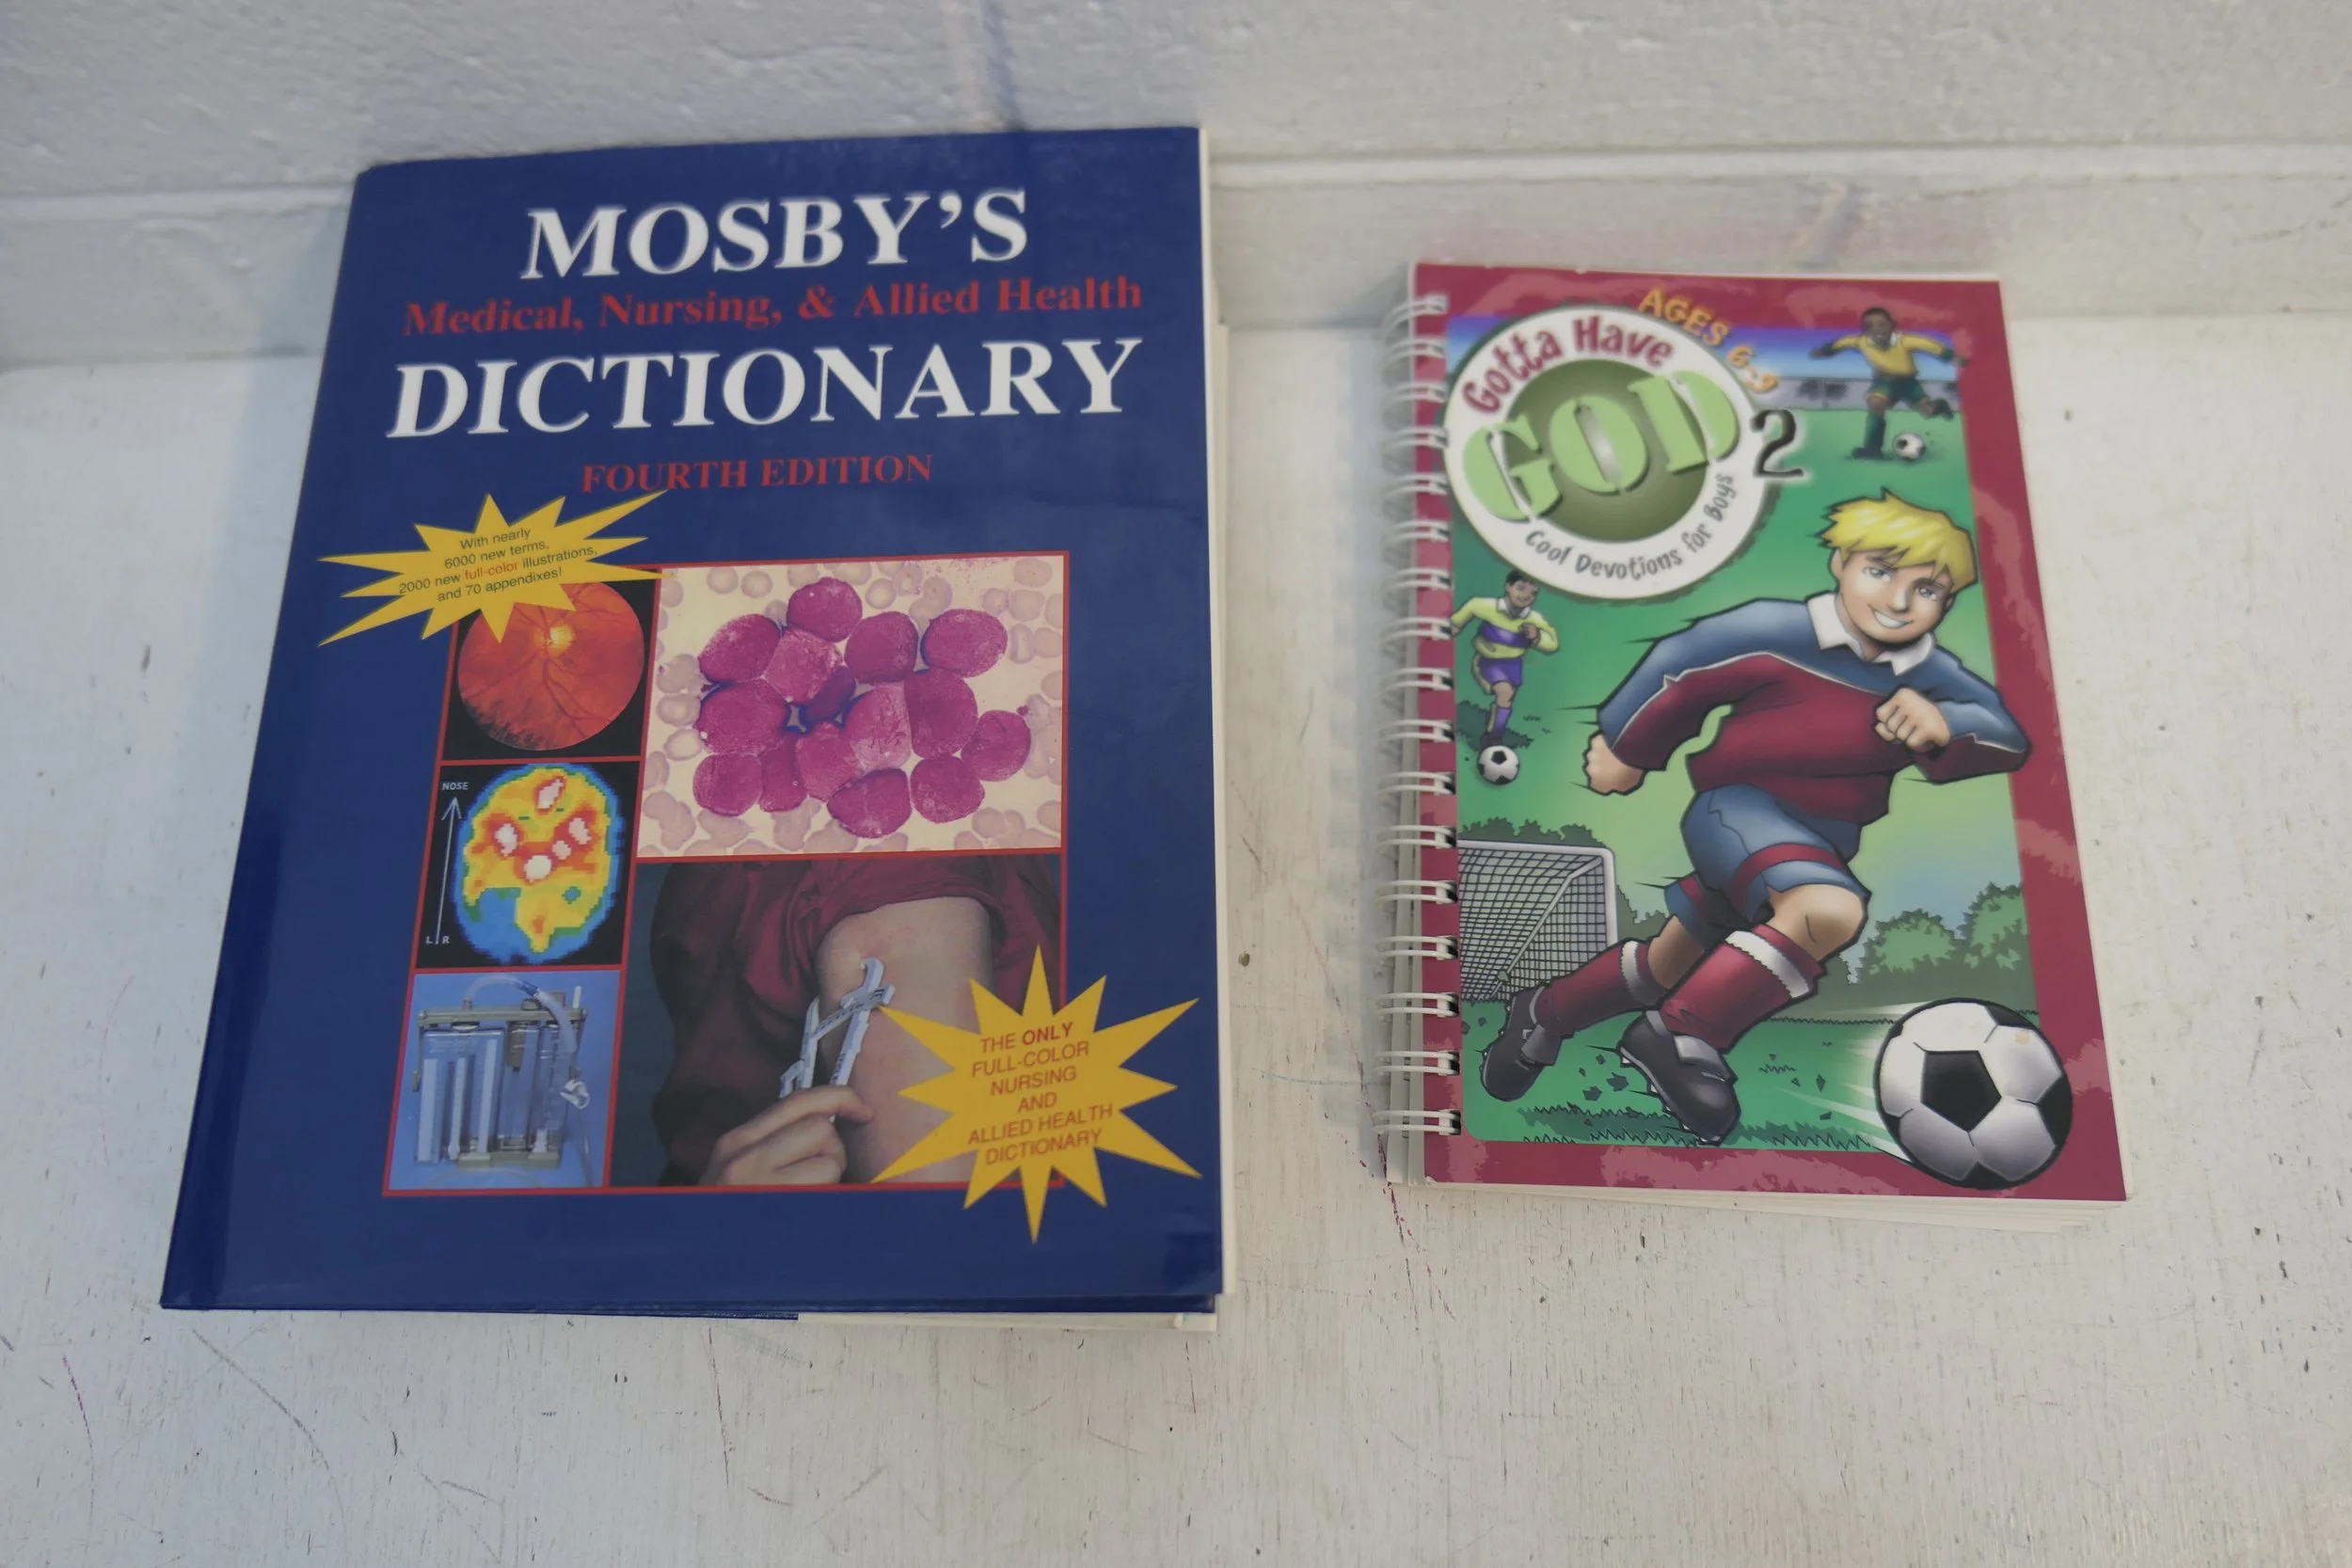 MOSBY'S
Medical, Nursing, & Allied Health
DICTIONARY
FOURTH EDITION
With nearly
6000 new terms,
2000 new full-color illustrations,
and 70 appendixes!
NOSE
L R
THE ONLY
FULL-COLOR
NURSING
AND
ALLIED HEALTH
DICTIONARY
AGES 6-9
Gotta Have
GOD
2
Cool Devotions for Boys